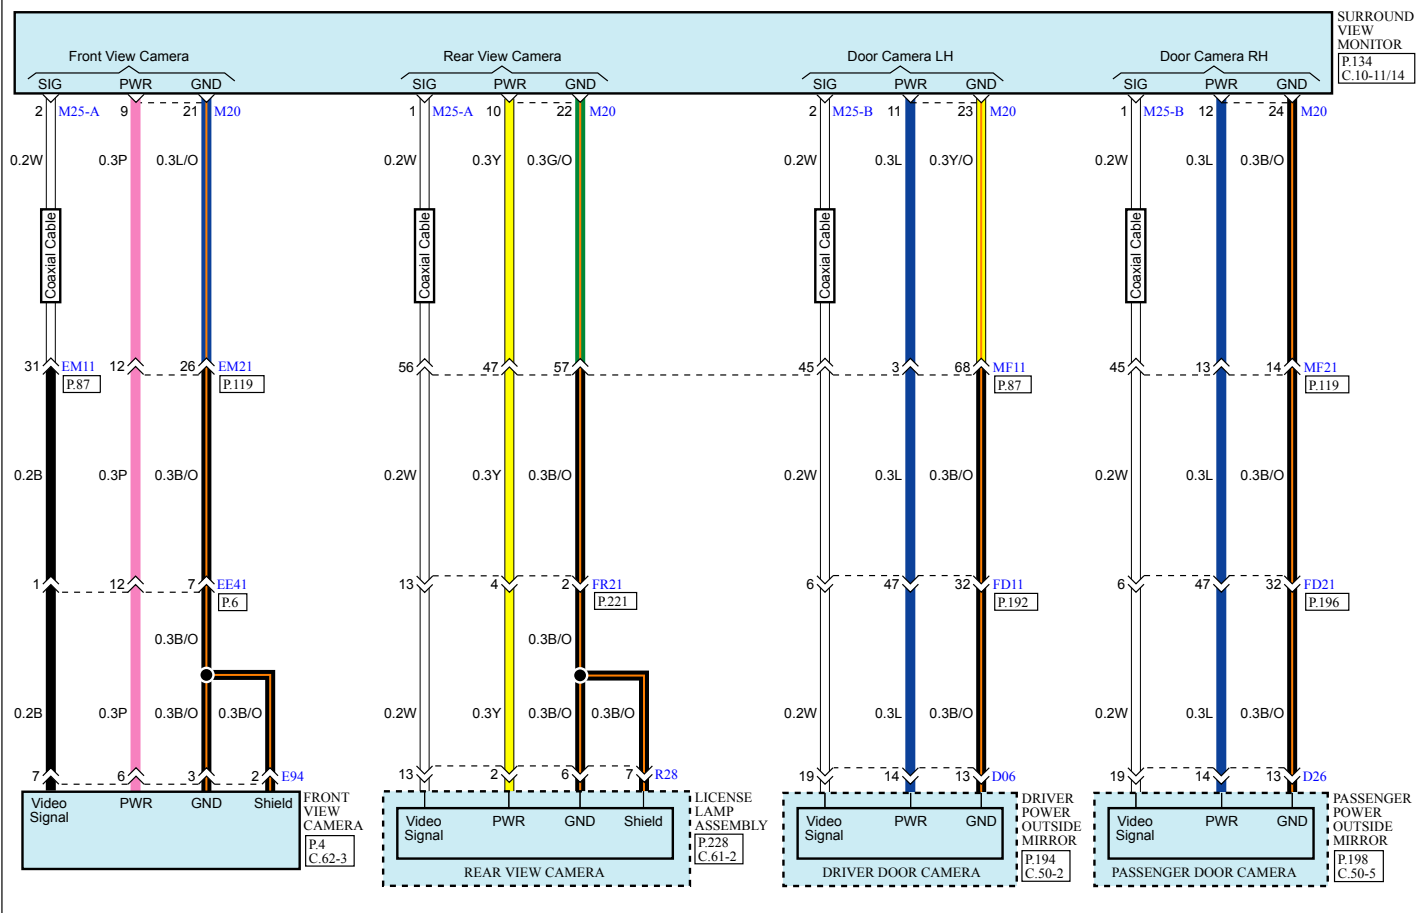 SURROUND
VIEW
MONITOR
P.134
C.10-11/14
Front View Camera
Rear View Camera
Door Camera LH
Door Camera RH
SIG PWR GND
SIG PWR GND
SIG PWR GND
SIG PWR GND
2 M25-A 9 21 M20
1 M25-A 10 22 M20
2 M25-B 11 23 M20
1 M25-B 12 24 M20
0.2W 0.3P 0.3L/O
0.2W 0.3Y 0.3G/O
0.2W 0.3L 0.3Y/O
0.2W 0.3L 0.3B/O
Coaxial Cable
Coaxial Cable
Coaxial Cable
Coaxial Cable
31 EM11 12 26 EM21
P.87 P.119
56 47 57
45 3 68 MF11
P.87
45 13 14 MF21
P.119
0.2B 0.3P 0.3B/O
0.2W 0.3Y 0.3B/O
0.2W 0.3L 0.3B/O
0.2W 0.3L 0.3B/O
1 12 7 EE41
P.6
13 4 2 FR21
P.221
6 47 32 FD11
P.192
6 47 32 FD21
P.196
0.3B/O
0.3B/O
0.2B 0.3P 0.3B/O 0.3B/O
0.2W 0.3Y 0.3B/O 0.3B/O
0.2W 0.3L 0.3B/O
0.2W 0.3L 0.3B/O
7 6 3 2 E94
13 2 6 7 R28
19 14 13 D06
19 14 13 D26
Video
Signal
PWR GND Shield
FRONT
VIEW
CAMERA
P.4
C.62-3
Video
Signal
PWR GND Shield
REAR VIEW CAMERA
LICENSE
LAMP
ASSEMBLY
P.228
C.61-2
Video
Signal
PWR GND
DRIVER DOOR CAMERA
DRIVER
POWER
OUTSIDE
MIRROR
P.194
C.50-2
Video
Signal
PWR GND
PASSENGER DOOR CAMERA
PASSENGER
POWER
OUTSIDE
MIRROR
P.198
C.50-5